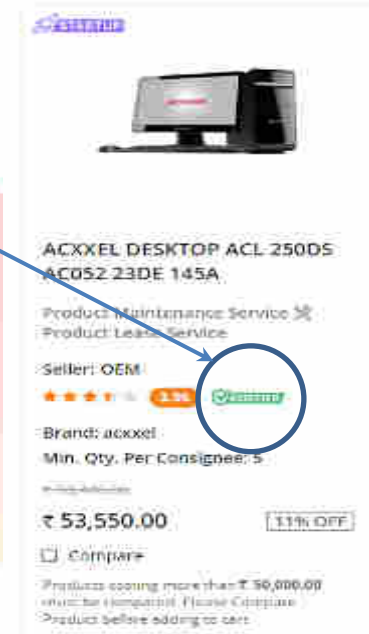 STARTUP
ACXXEL DESKTOP ACL 250DS
AC052 23DE 145A
Product Maintenance Service
Product Lease Service
Seller: OEM
Brand: acxxel
Min. Qty. Per Consignee: 5
₹ 53,550.00
11% OFF
Compare
Products costing more than ₹ 50,000.00
must be compared. Please Compare
Product before adding to cart